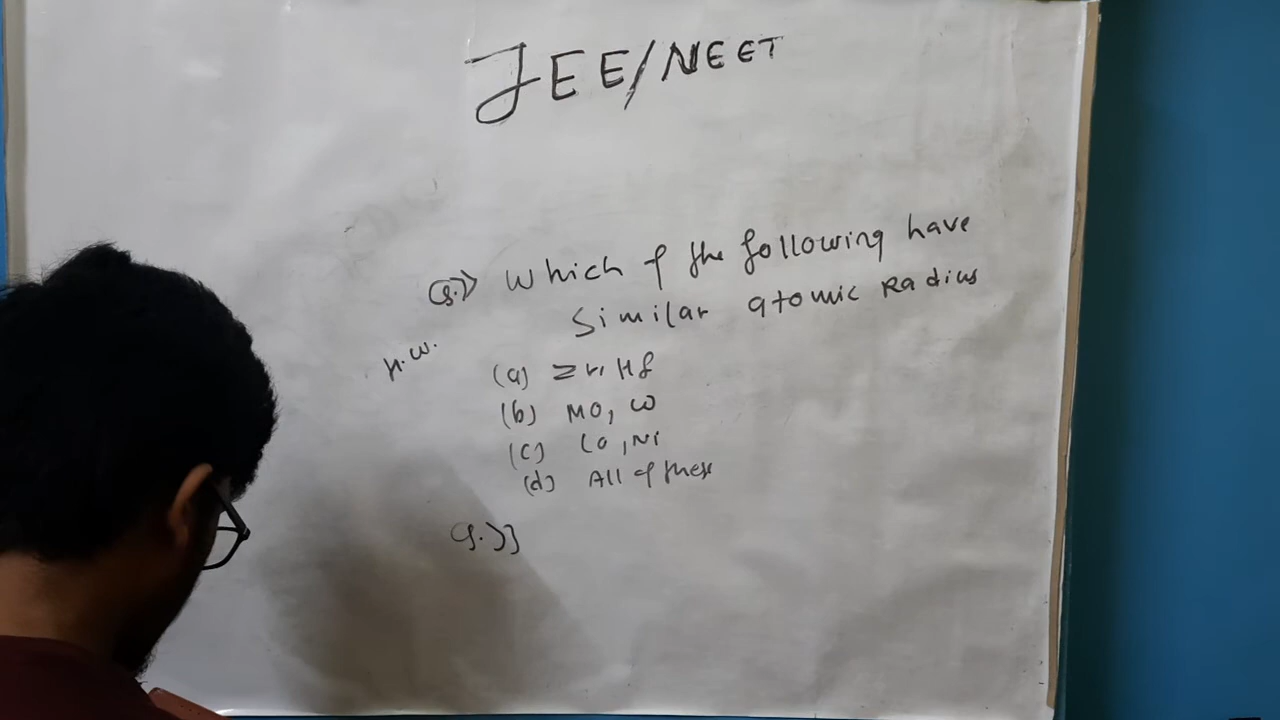 JEE/NEET
Q.>> Which of the following have
Similar atomic Radius
H.W.
(a) Zr, Hf
(b) MO, W
(c) Co, Ni
(d) All of these
Q.>>